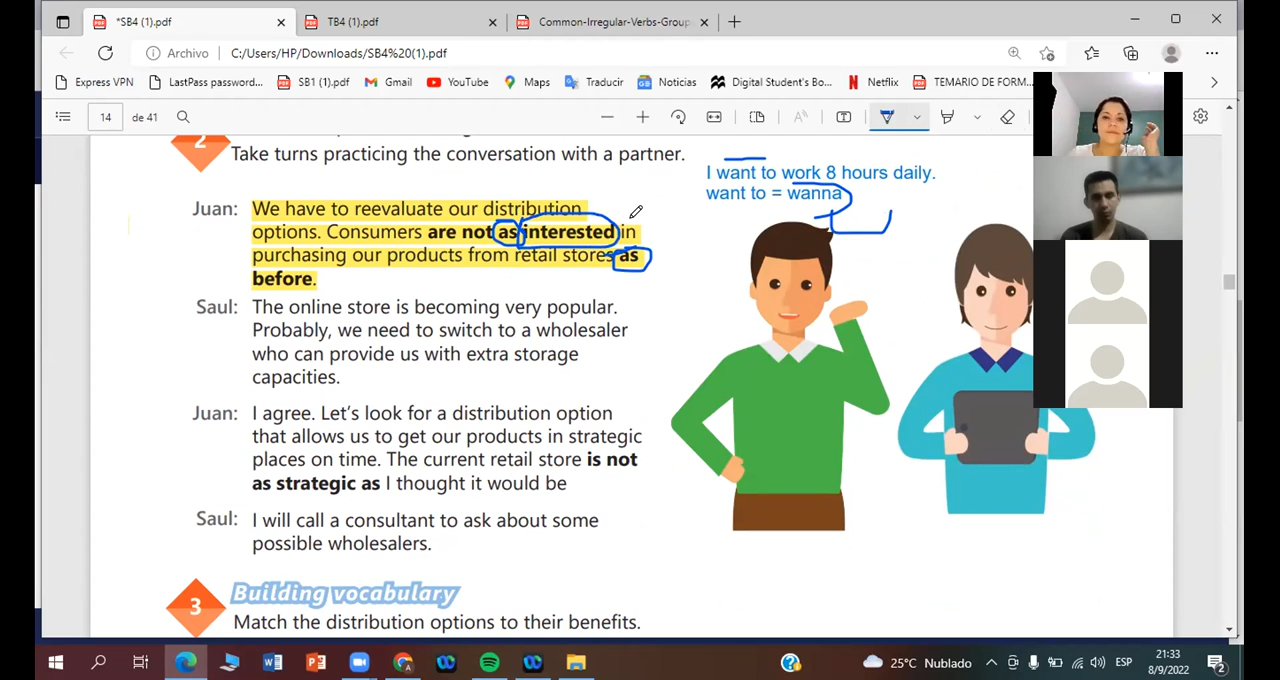 *SB4 (1).pdf
TB4 (1).pdf
Common-Irregular-Verbs-Group
Archivo
C:/Users/HP/Downloads/SB4%20(1).pdf
Express VPN
LastPass password...
SB1 (1).pdf
Gmail
YouTube
Maps
Traducir
Noticias
Digital Student's Bo...
Netflix
TEMARIO DE FORM...
14 de 41
2
Take turns practicing the conversation with a partner.
I want to work 8 hours daily.
want to = wanna
Juan: We have to reevaluate our distribution
options. Consumers are not as interested in
purchasing our products from retail stores as
before.
Saul: The online store is becoming very popular.
Probably, we need to switch to a wholesaler
who can provide us with extra storage
capacities.
Juan: I agree. Let's look for a distribution option
that allows us to get our products in strategic
places on time. The current retail store is not
as strategic as I thought it would be
Saul: I will call a consultant to ask about some
possible wholesalers.
3
Building vocabulary
Match the distribution options to their benefits.
25°C Nublado
ESP
21:33
8/9/2022
2